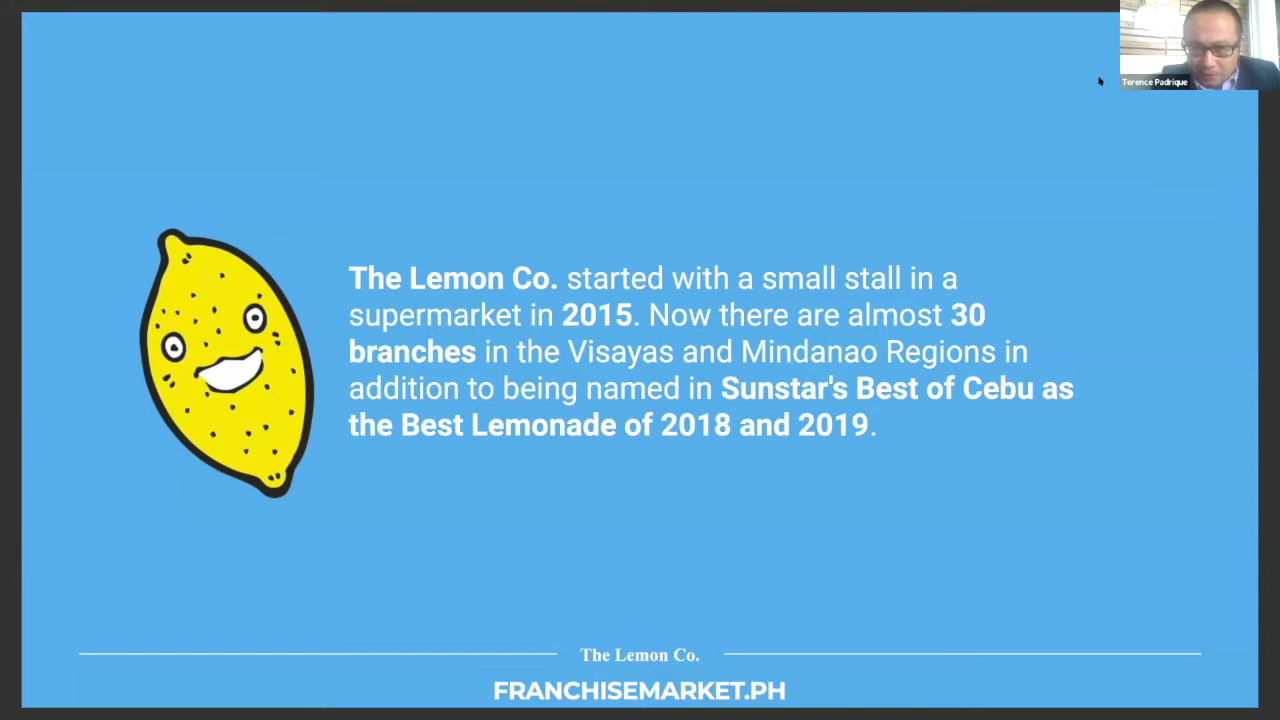 Terence Padrique
The Lemon Co. started with a small stall in a
supermarket in 2015. Now there are almost 30
branches in the Visayas and Mindanao Regions in
addition to being named in Sunstar's Best of Cebu as
the Best Lemonade of 2018 and 2019.
The Lemon Co.
FRANCHISEMARKET.PH